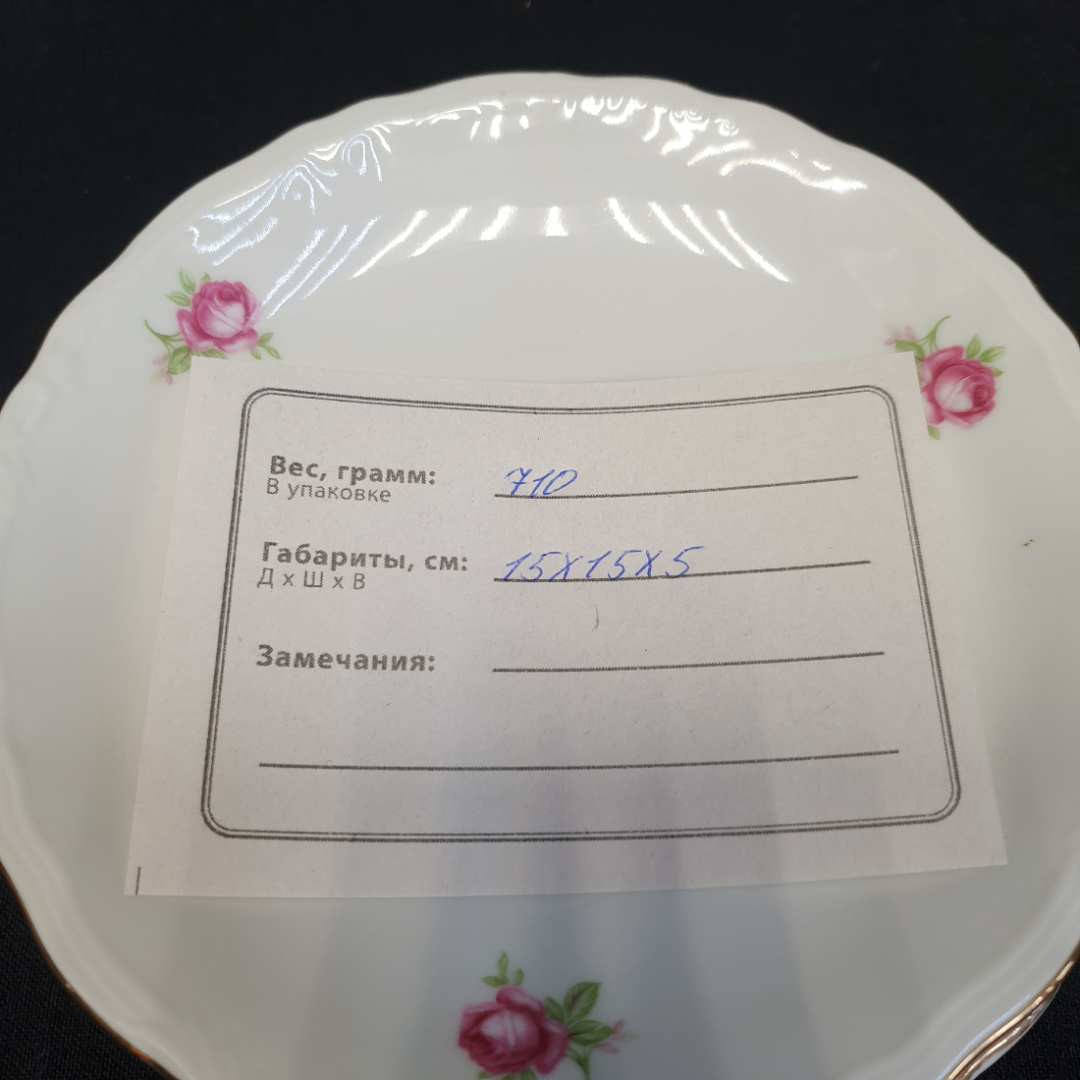 Вес, грамм: 710
В упаковке
Габариты, см: 15х15х5
Д х Ш х В
Замечания: